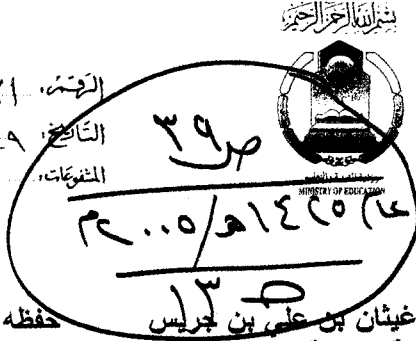 بسم الله الرحمن الرحيم
الرقم:
التاريخ:
المشفوعات:
MINISTRY OF EDUCATION
ص ٣٩
عام ١٤٢٥هـ/٢٠٠٥م
ص ١٣
غيثان بن علي بن جريس حفظه